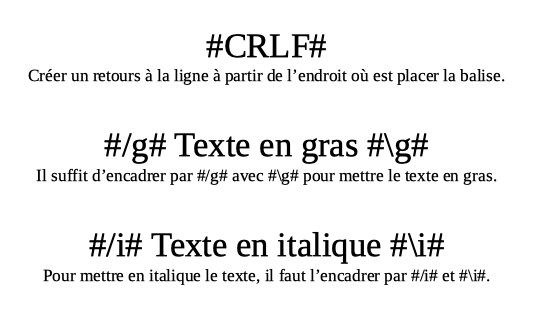 #CRLF#
Créer un retours à la ligne à partir de l’endroit où est placer la balise.
#/g# Texte en gras #\g#
Il suffit d’encadrer par #/g# avec #\g# pour mettre le texte en gras.
#/i# Texte en italique #\i#
Pour mettre en italique le texte, il faut l’encadrer par #/i# et #\i#.